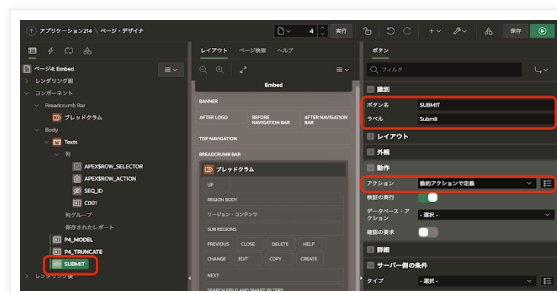 アプリケーション214 \ ページ・デザイナ
4
実行
保存
ページ4: Embed
レンダリング前
コンポーネント
Breadcrumb Bar
ブレッドクラム
Body
Texts
列
APEX$ROW_SELECTOR
APEX$ROW_ACTION
SEQ_ID
C001
列グループ
保存されたレポート
P4_MODEL
P4_TRUNCATE
SUBMIT
レンダリング後
レイアウト ページ検索 ヘルプ
Embed
BANNER
AFTER LOGO
BEFORE NAVIGATION BAR
AFTER NAVIGATION BAR
TOP NAVIGATION
BREADCRUMB BAR
ブレッドクラム
UP
REGION BODY
リージョン・コンテンツ
SUB REGIONS
PREVIOUS CLOSE DELETE HELP
CHANGE EDIT COPY CREATE
NEXT
SEARCH FIELD AND SMART FILTERS
ボタン
フィルタ
識別
ボタン名 SUBMIT
ラベル Submit
レイアウト
外観
動作
アクション 動的アクションで定義
検証の実行
データベース・アクション - 選択 -
確認の要求
詳細
サーバー側の条件
タイプ - 選択 -